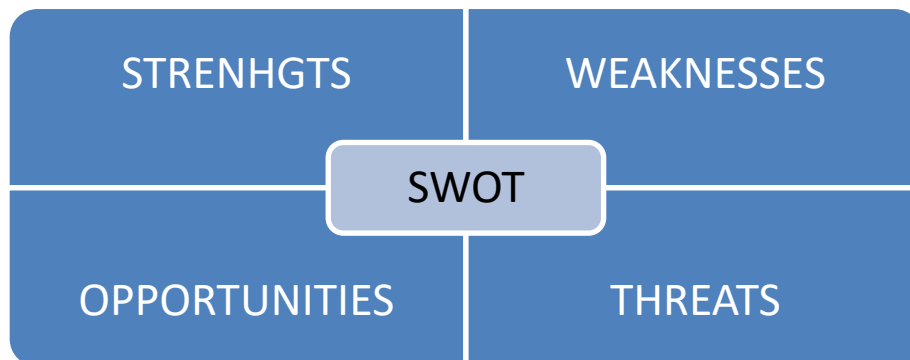 STRENHGTS
WEAKNESSES
SWOT
OPPORTUNITIES
THREATS